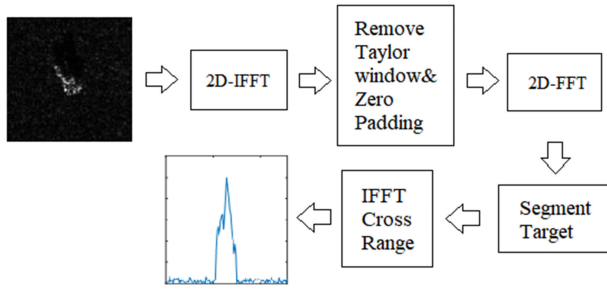 2D-IFFT
Remove
Taylor
window&
Zero
Padding
2D-FFT
Segment
Target
IFFT
Cross
Range